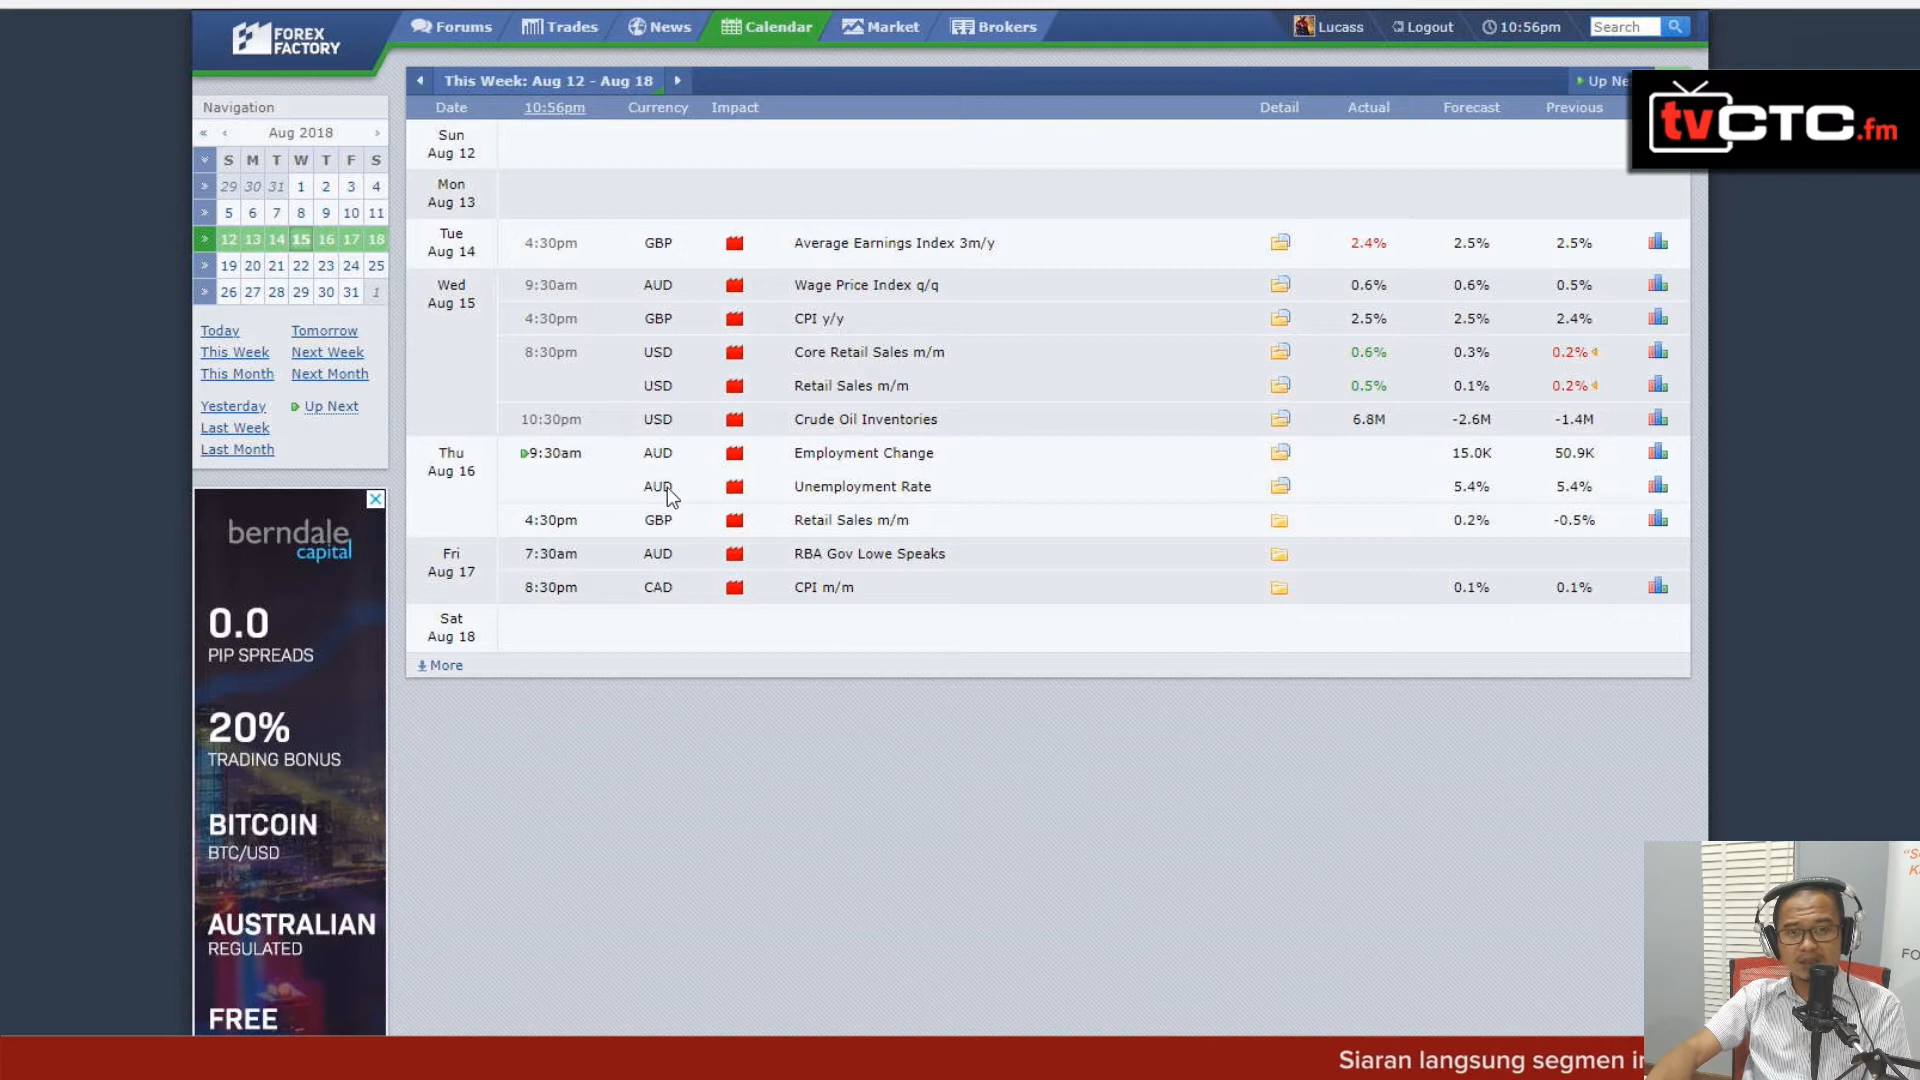 FOREX FACTORY
Forums Trades News Calendar Market Brokers Lucass Logout 10:56pm Search
This Week: Aug 12 - Aug 18 Up Ne
tvCTC.fm
Navigation
« ‹ Aug 2018 ›
S M T W T F S
29 30 31 1 2 3 4
5 6 7 8 9 10 11
12 13 14 15 16 17 18
19 20 21 22 23 24 25
26 27 28 29 30 31 1
Today Tomorrow
This Week Next Week
This Month Next Month
Yesterday Up Next
Last Week
Last Month
Date 10:56pm Currency Impact Detail Actual Forecast Previous
Sun Aug 12
Mon Aug 13
Tue Aug 14 4:30pm GBP Average Earnings Index 3m/y 2.4% 2.5% 2.5%
Wed Aug 15 9:30am AUD Wage Price Index q/q 0.6% 0.6% 0.5%
4:30pm GBP CPI y/y 2.5% 2.5% 2.4%
8:30pm USD Core Retail Sales m/m 0.6% 0.3% 0.2%
USD Retail Sales m/m 0.5% 0.1% 0.2%
10:30pm USD Crude Oil Inventories 6.8M -2.6M -1.4M
Thu Aug 16 9:30am AUD Employment Change 15.0K 50.9K
AUD Unemployment Rate 5.4% 5.4%
4:30pm GBP Retail Sales m/m 0.2% -0.5%
Fri Aug 17 7:30am AUD RBA Gov Lowe Speaks
8:30pm CAD CPI m/m 0.1% 0.1%
Sat Aug 18
More
berndale
capital
0.0
PIP SPREADS
20%
TRADING BONUS
BITCOIN
BTC/USD
AUSTRALIAN
REGULATED
FREE
"S
K
FO
Siaran langsung segmen i